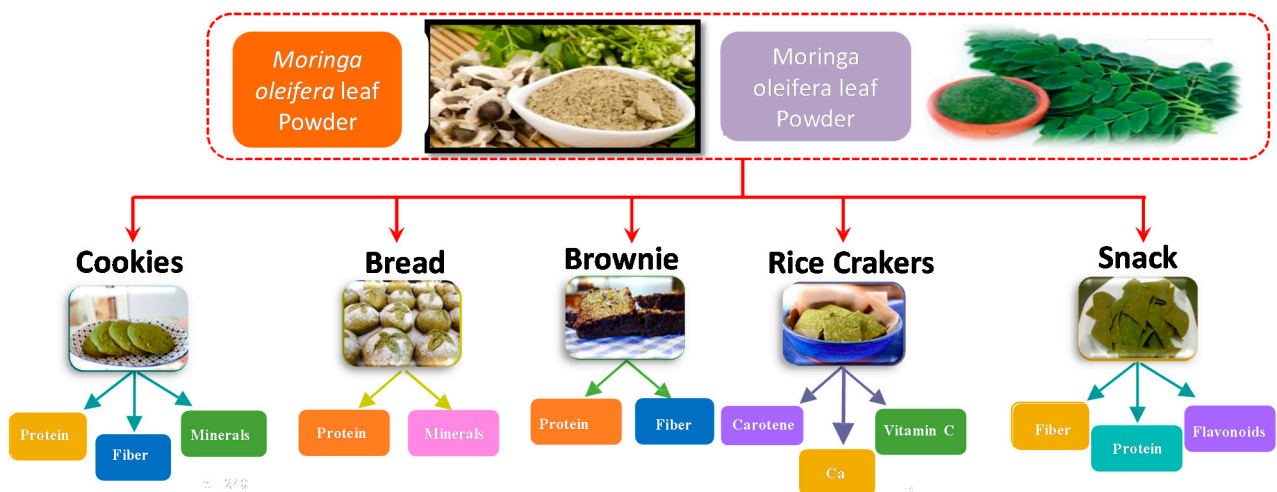 Moringa
oleifera leaf
Powder
Moringa
oleifera leaf
Powder
Cookies
Bread
Brownie
Rice Crakers
Snack
Protein
Fiber
Minerals
Protein
Minerals
Protein
Fiber
Carotene
Ca
Vitamin C
Fiber
Protein
Flavonoids